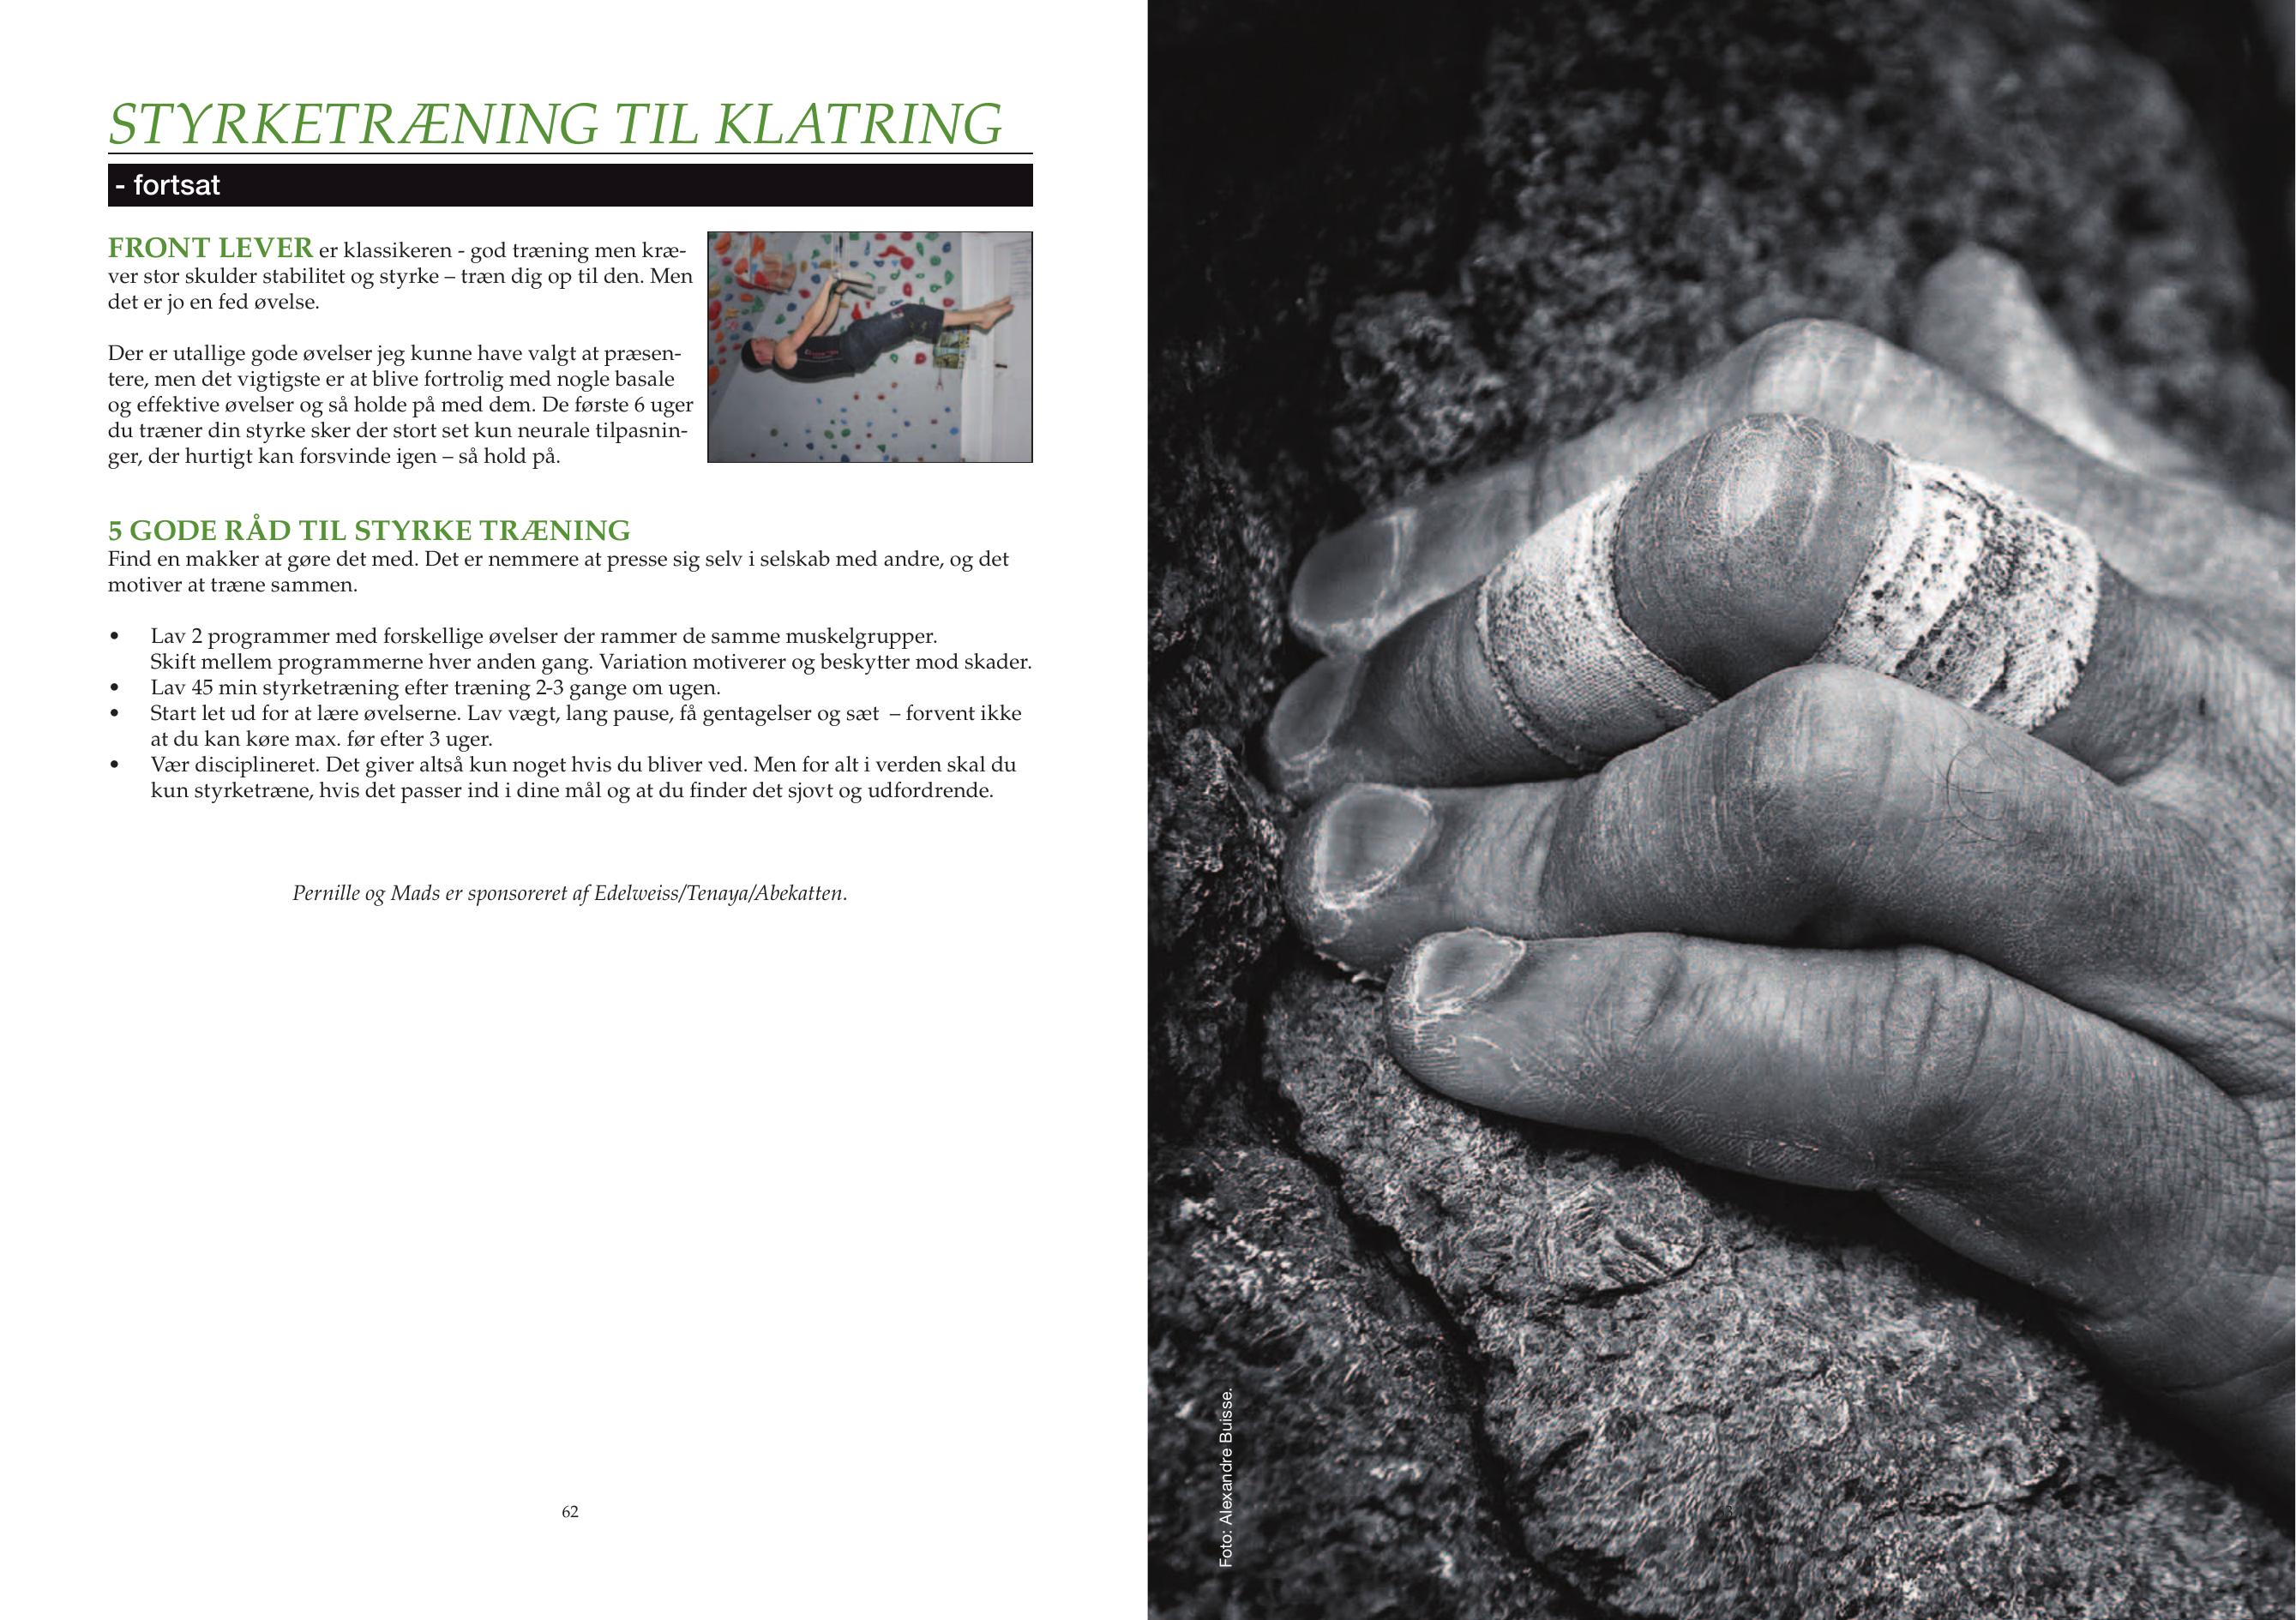 STYRKETRÆNING TIL KLATRING
- fortsat
FRONT LEVER er klassikeren - god træning men kræ-
ver stor skulder stabilitet og styrke – træn dig op til den. Men
det er jo en fed øvelse.
Der er utallige gode øvelser jeg kunne have valgt at præsen-
tere, men det vigtigste er at blive fortrolig med nogle basale
og effektive øvelser og så holde på med dem. De første 6 uger
du træner din styrke sker der stort set kun neurale tilpasnin-
ger, der hurtigt kan forsvinde igen – så hold på.
5 GODE RÅD TIL STYRKE TRÆNING
Find en makker at gøre det med. Det er nemmere at presse sig selv i selskab med andre, og det
motiver at træne sammen.
• Lav 2 programmer med forskellige øvelser der rammer de samme muskelgrupper.
Skift mellem programmerne hver anden gang. Variation motiverer og beskytter mod skader.
• Lav 45 min styrketræning efter træning 2-3 gange om ugen.
• Start let ud for at lære øvelserne. Lav vægt, lang pause, få gentagelser og sæt – forvent ikke
at du kan køre max. før efter 3 uger.
• Vær disciplineret. Det giver altså kun noget hvis du bliver ved. Men for alt i verden skal du
kun styrketræne, hvis det passer ind i dine mål og at du finder det sjovt og udfordrende.
Pernille og Mads er sponsoreret af Edelweiss/Tenaya/Abekatten.
62
Foto: Alexandre Buisse.